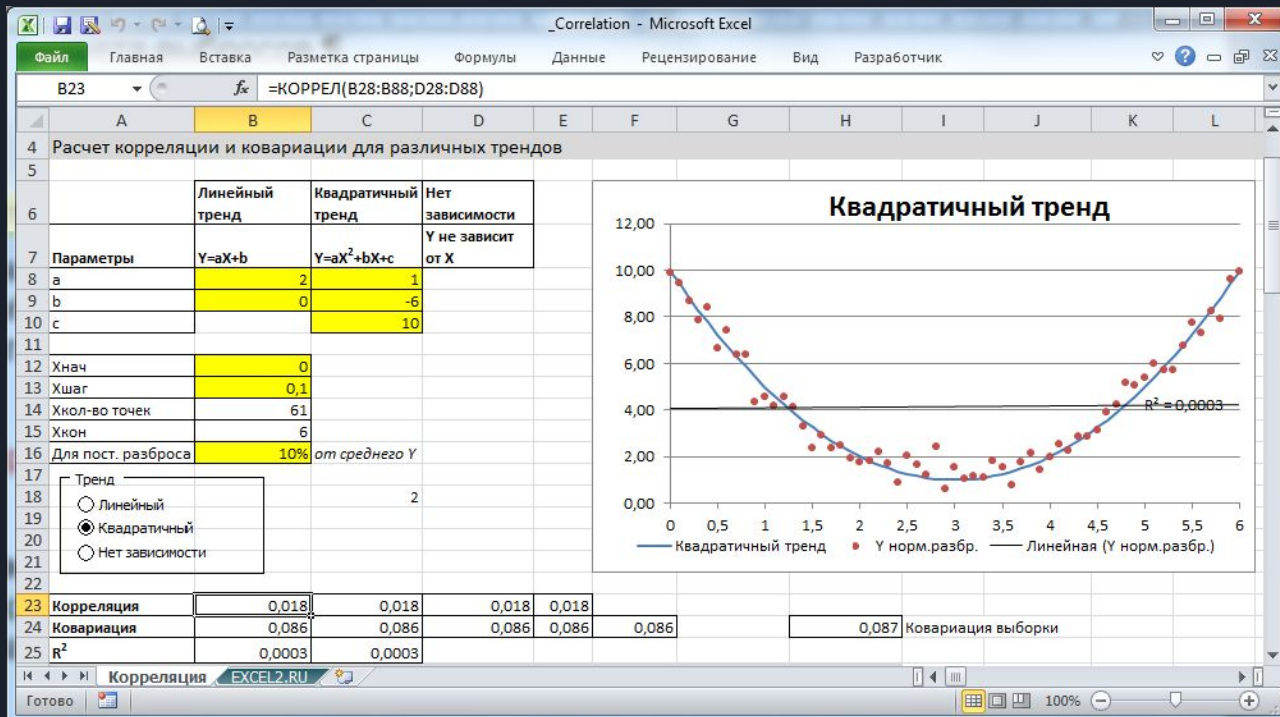 _Correlation - Microsoft Excel
Файл Главная Вставка Разметка страницы Формулы Данные Рецензирование Вид Разработчик
B23 fx =КОРРЕЛ(B28:B88;D28:D88)
A B C D E F G H I J K L
4 Расчет корреляции и ковариации для различных трендов
5
6 Линейный тренд Квадратичный тренд Нет зависимости
7 Параметры Y=aX+b Y=aX²+bX+c Y не зависит от X
8 a 2 1
9 b 0 -6
10 c 10
11
12 Xнач 0
13 Xшаг 0,1
14 Xкол-во точек 61
15 Xкон 6
16 Для пост. разброса 10% от среднего Y
17 Тренд
18 Линейный 2
19 Квадратичный
20 Нет зависимости
21
22
23 Корреляция 0,018 0,018 0,018 0,018
24 Ковариация 0,086 0,086 0,086 0,086 0,086 0,087 Ковариация выборки
25 R² 0,0003 0,0003
Квадратичный тренд
12,00
10,00
8,00
6,00
4,00
2,00
0,00
R² = 0,0003
0 0,5 1 1,5 2 2,5 3 3,5 4 4,5 5 5,5 6
Квадратичный тренд Y норм.разбр. Линейная (Y норм.разбр.)
Корреляция EXCEL2.RU
Готово 100%